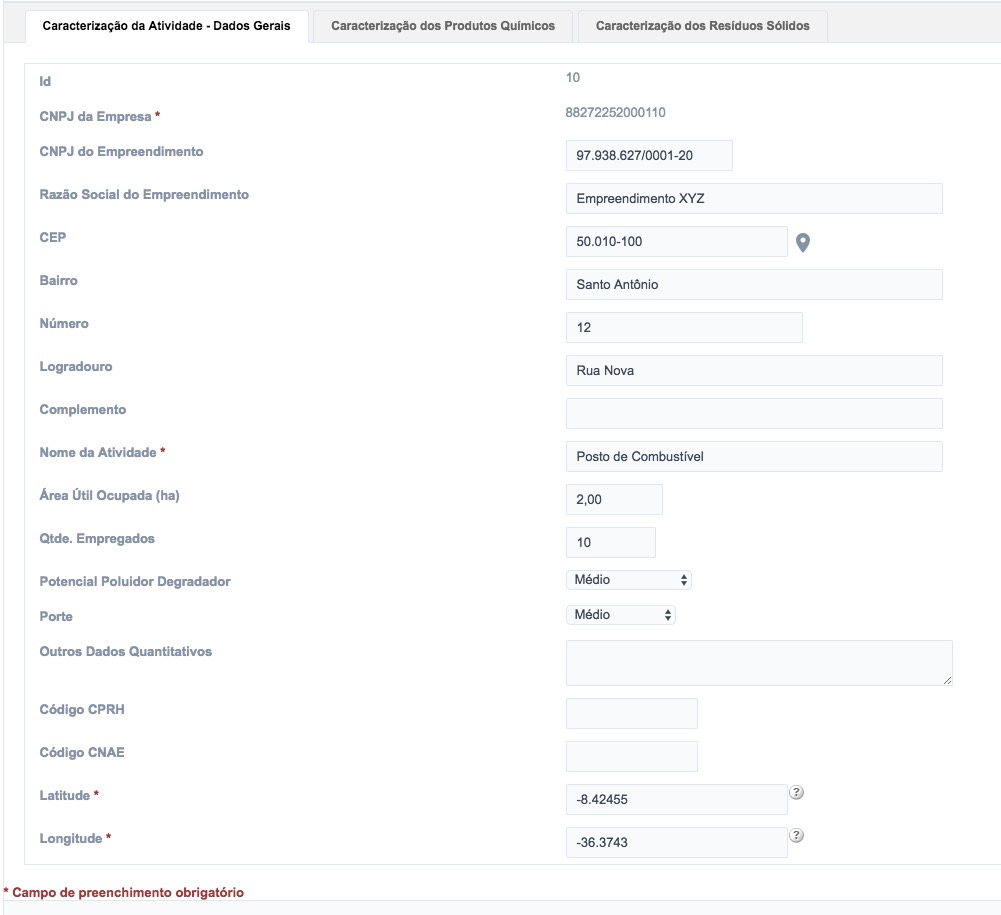 Caracterização da Atividade - Dados Gerais Caracterização dos Produtos Químicos Caracterização dos Resíduos Sólidos
Id 10
CNPJ da Empresa * 88272252000110
CNPJ do Empreendimento 97.938.627/0001-20
Razão Social do Empreendimento Empreendimento XYZ
CEP 50.010-100
Bairro Santo Antônio
Número 12
Logradouro Rua Nova
Complemento
Nome da Atividade * Posto de Combustível
Área Útil Ocupada (ha) 2,00
Qtde. Empregados 10
Potencial Poluidor Degradador Médio
Porte Médio
Outros Dados Quantitativos
Código CPRH
Código CNAE
Latitude * -8.42455 ?
Longitude * -36.3743 ?
* Campo de preenchimento obrigatório